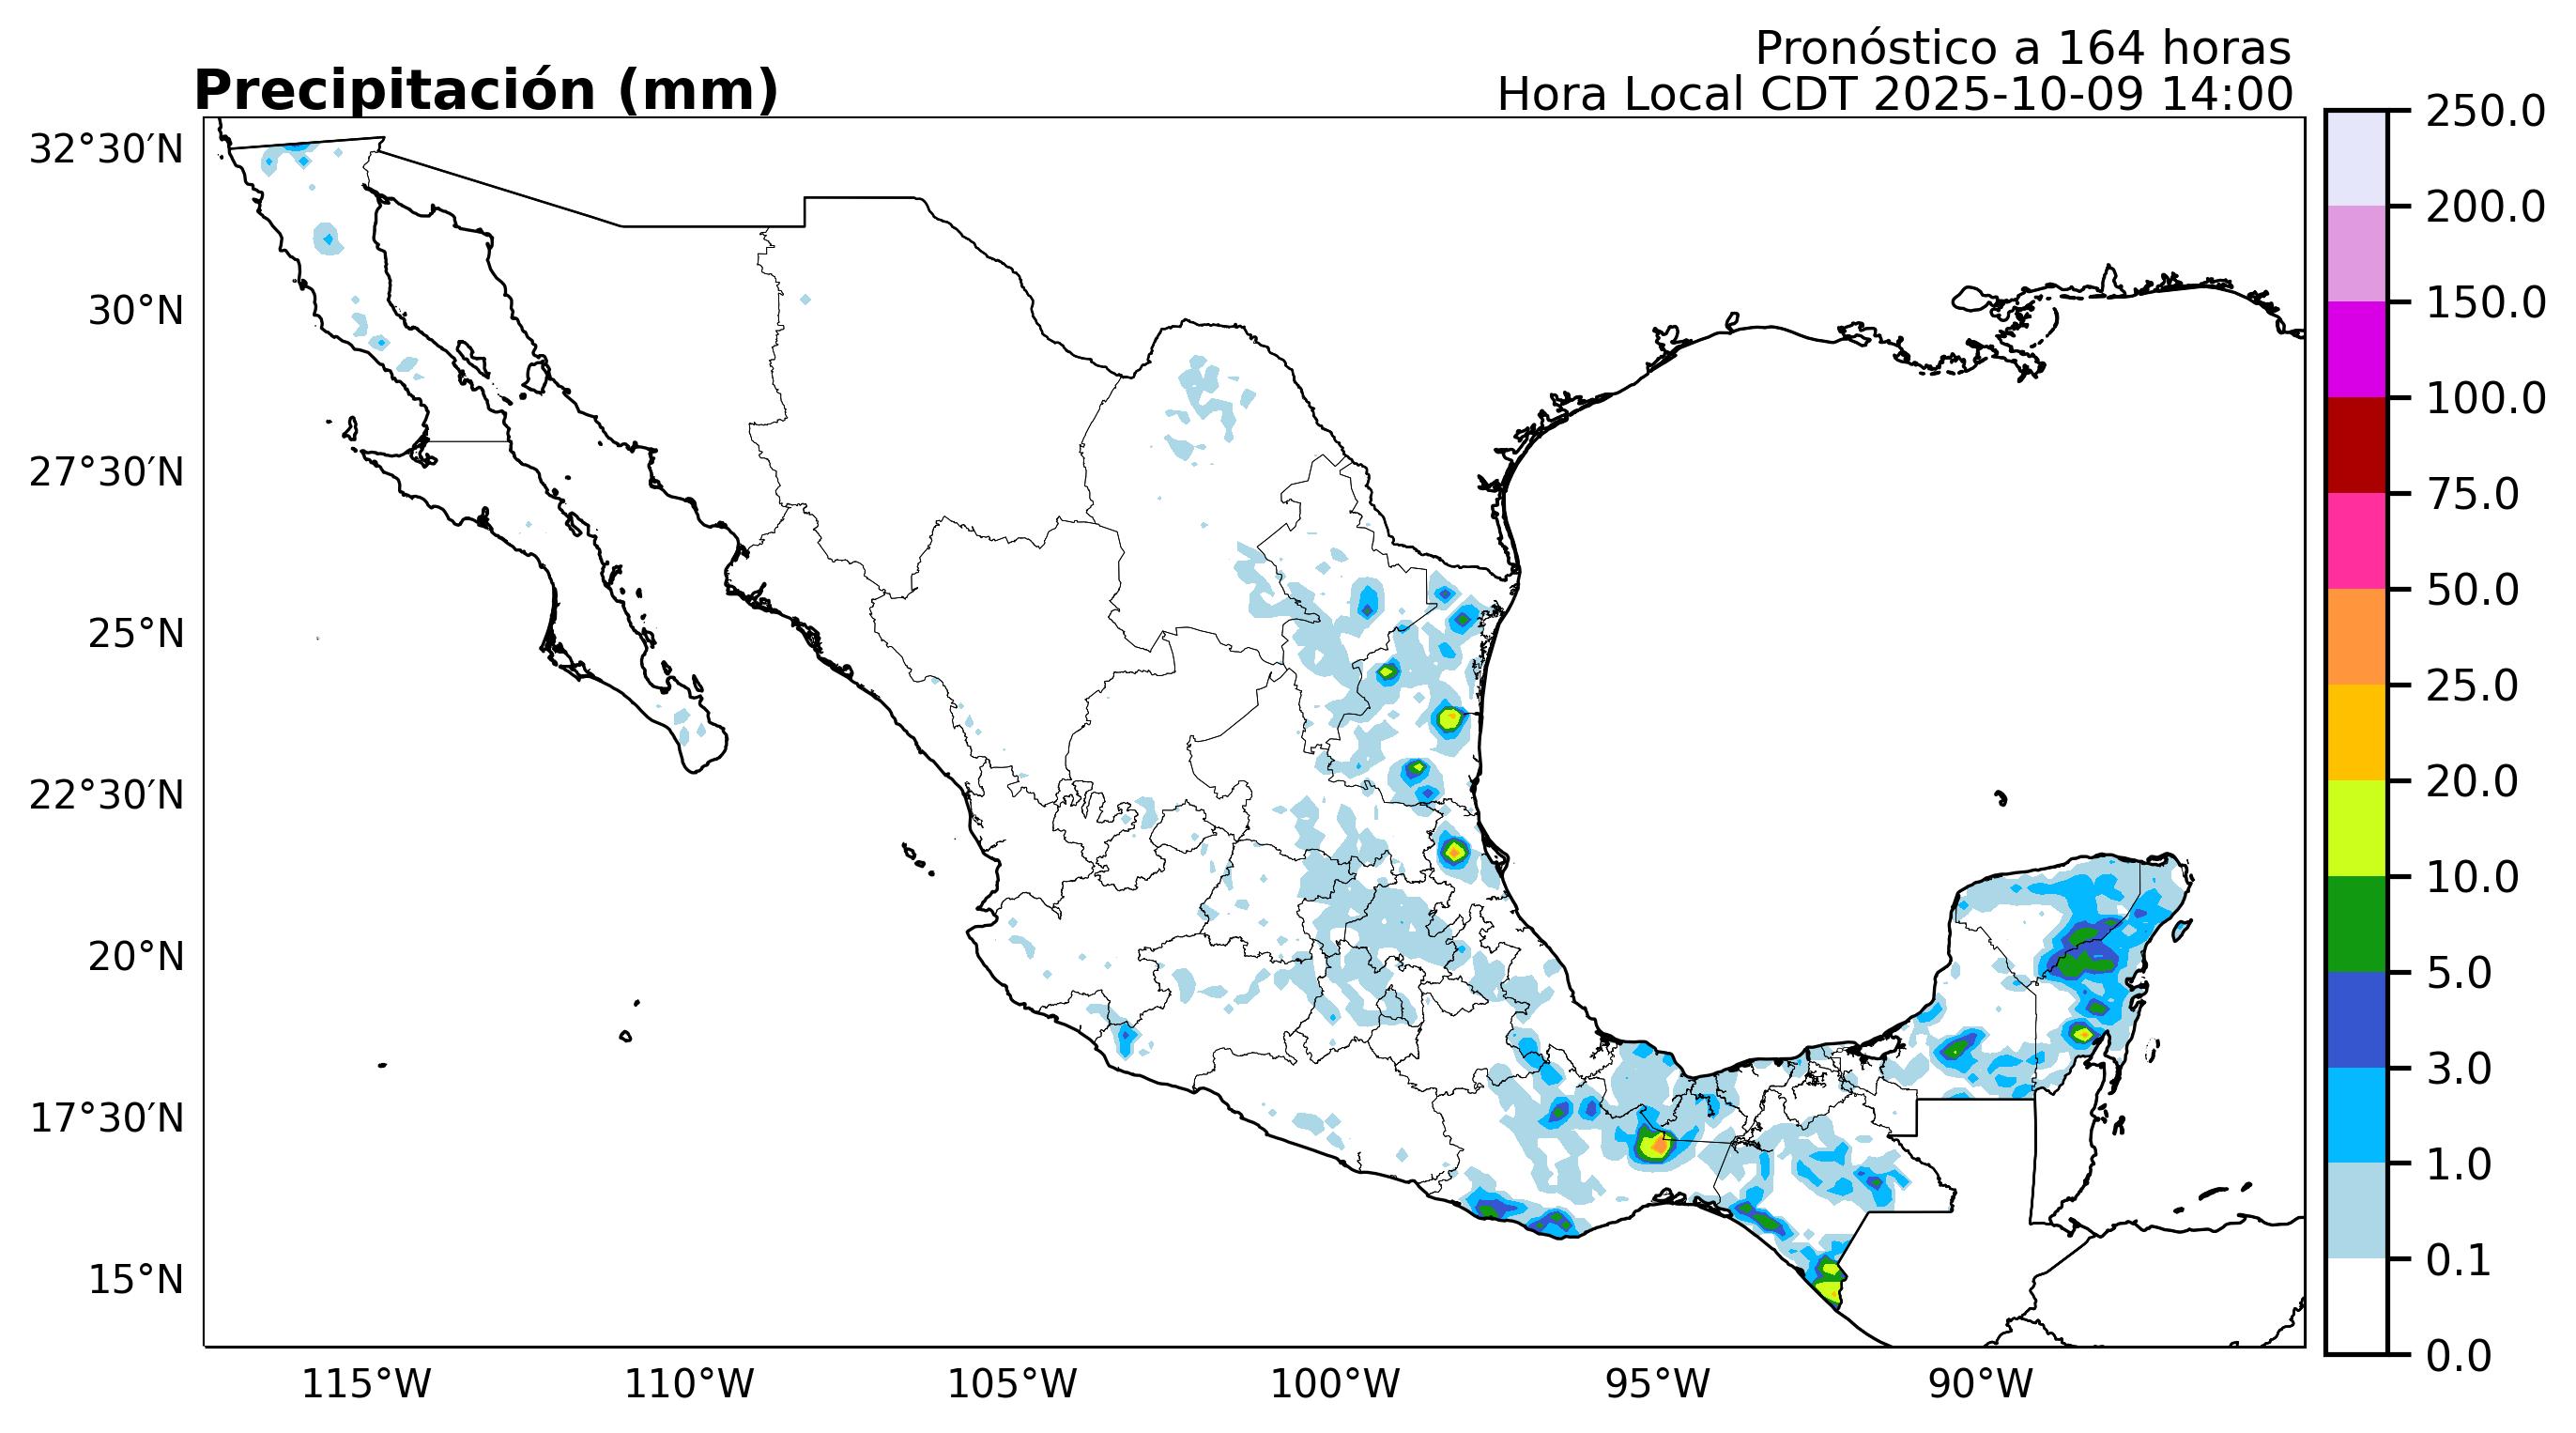 Pronóstico a 164 horas
Precipitación (mm)
Hora Local CDT 2025-10-09 14:00
32°30′N
30°N
27°30′N
25°N
22°30′N
20°N
17°30′N
15°N
115°W
110°W
105°W
100°W
95°W
90°W
250.0
200.0
150.0
100.0
75.0
50.0
25.0
20.0
10.0
5.0
3.0
1.0
0.1
0.0